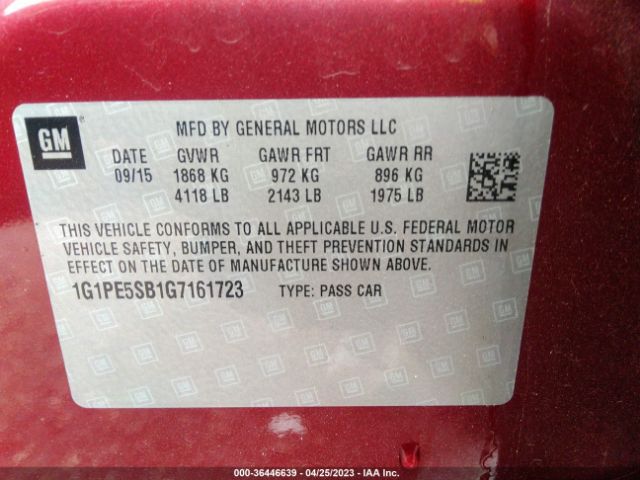 GM
MFD BY GENERAL MOTORS LLC
DATE GVWR GAWR FRT GAWR RR
09/15 1868 KG 972 KG 896 KG
4118 LB 2143 LB 1975 LB
THIS VEHICLE CONFORMS TO ALL APPLICABLE U.S. FEDERAL MOTOR
VEHICLE SAFETY, BUMPER, AND THEFT PREVENTION STANDARDS IN
EFFECT ON THE DATE OF MANUFACTURE SHOWN ABOVE.
1G1PE5SB1G7161723 TYPE: PASS CAR
000-36446639 - 04/25/2023 - IAA Inc.